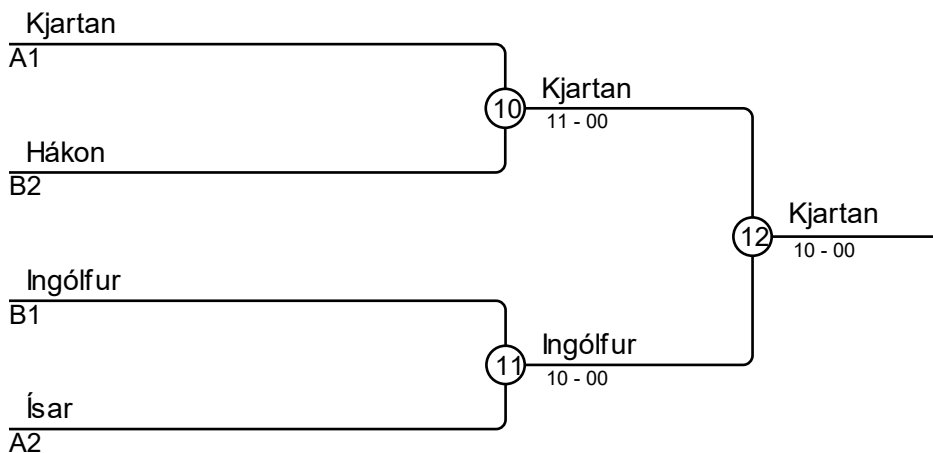 Kjartan
A1
10
Kjartan
11 - 00
Hákon
B2
12
Kjartan
10 - 00
Ingólfur
B1
11
Ingólfur
10 - 00
Ísar
A2